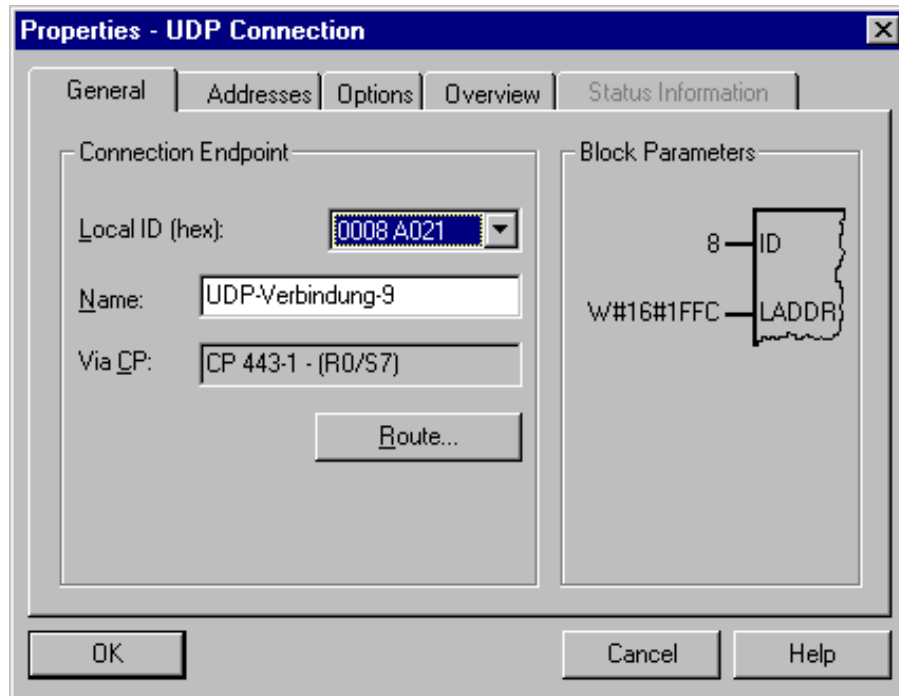 Properties - UDP Connection
General Addresses Options Overview Status Information
Connection Endpoint
Local ID (hex): 0008 A021
Name: UDP-Verbindung-9
Via CP: CP 443-1 - (R0/S7)
Route...
Block Parameters
8 ID
W#16#1FFC LADDR
OK Cancel Help